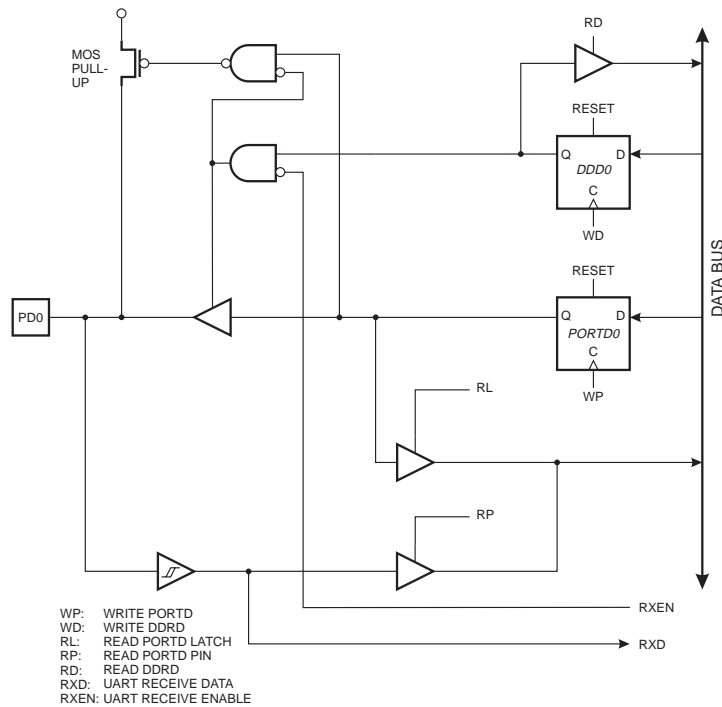 RD
MOS
PULL-
UP
RESET
Q
D
DDD0
C
WD
DATA BUS
RESET
PD0
Q
D
PORTD0
C
WP
RL
RP
WP: WRITE PORTD
WD: WRITE DDRD
RL: READ PORTD LATCH
RP: READ PORTD PIN
RD: READ DDRD
RXD: UART RECEIVE DATA
RXEN: UART RECEIVE ENABLE
RXEN
RXD